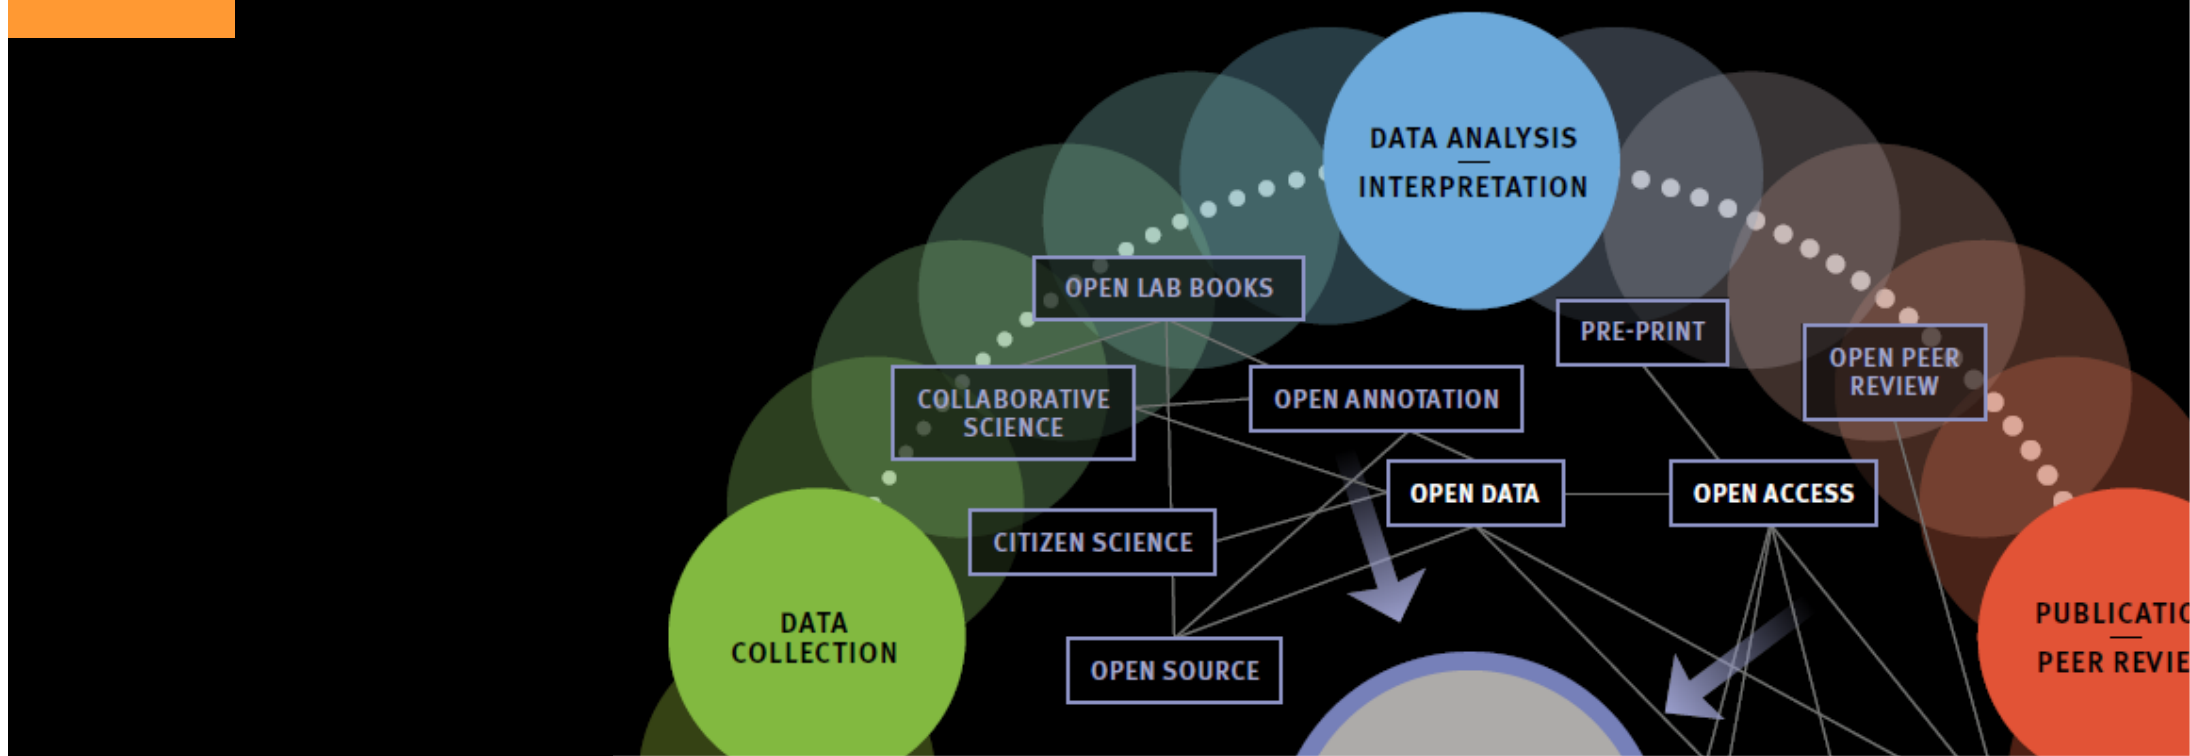 DATA ANALYSIS
INTERPRETATION
OPEN LAB BOOKS
PRE-PRINT
OPEN PEER
REVIEW
COLLABORATIVE
SCIENCE
OPEN ANNOTATION
OPEN DATA
OPEN ACCESS
CITIZEN SCIENCE
DATA
COLLECTION
OPEN SOURCE
PEER